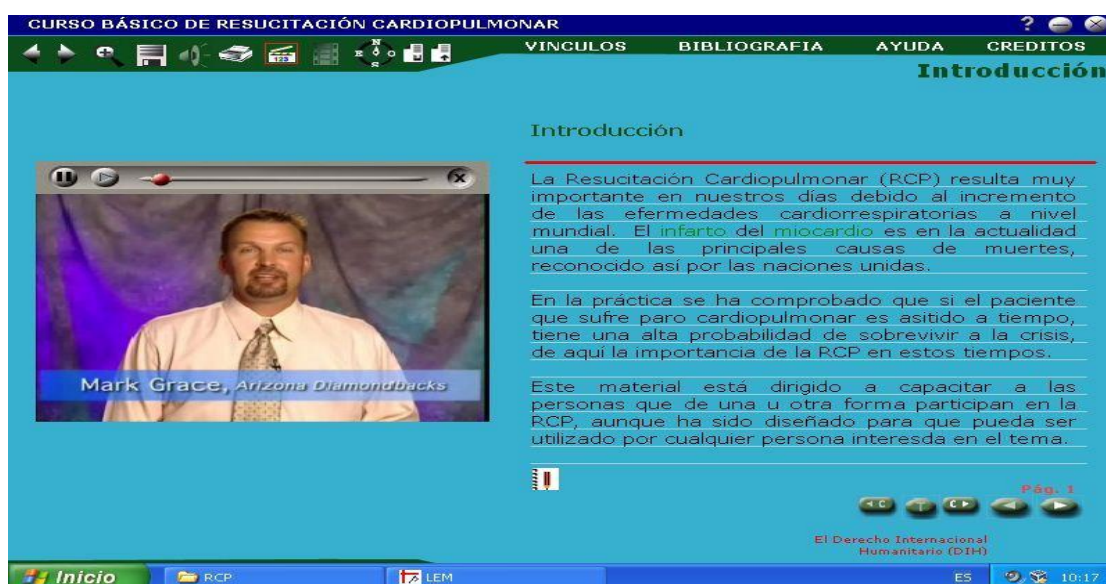 CURSO BÁSICO DE RESUCITACIÓN CARDIOPULMONAR
?
VINCULOS BIBLIOGRAFIA AYUDA CREDITOS
123
N
E O
S
Introducción
Introducción
La Resucitación Cardiopulmonar (RCP) resulta muy
importante en nuestros días debido al incremento
de las efermedades cardiorrespiratorias a nivel
mundial. El infarto del miocardio es en la actualidad
una de las principales causas de muertes,
reconocido así por las naciones unidas.
En la práctica se ha comprobado que si el paciente
que sufre paro cardiopulmonar es asitido a tiempo,
tiene una alta probabilidad de sobrevivir a la crisis,
de aquí la importancia de la RCP en estos tiempos.
Este material está dirigido a capacitar a las
personas que de una u otra forma participan en la
RCP, aunque ha sido diseñado para que pueda ser
utilizado por cualquier persona interesda en el tema.
Mark Grace, Arizona Diamondbacks
Pág. 1
C T C
El Derecho Internacional
Humanitario (DIH)
Inicio RCP LEM ES 10:17